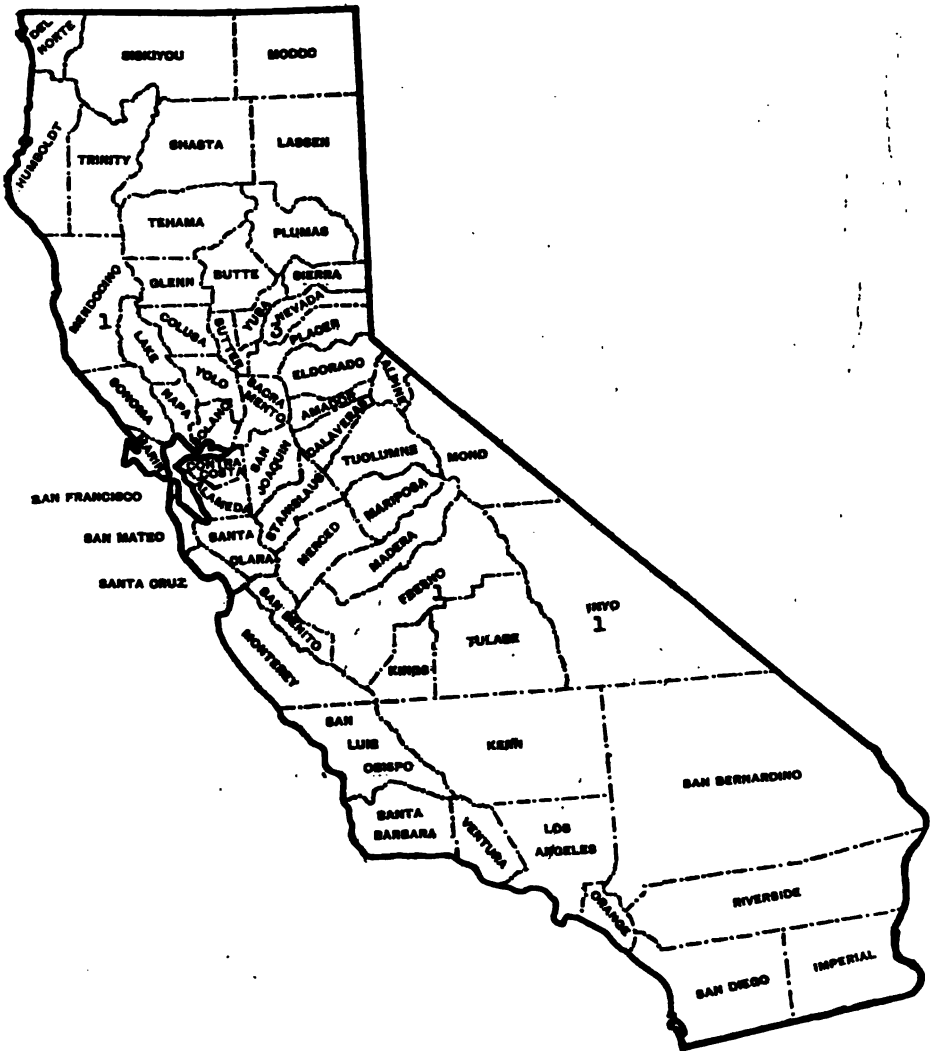 DEL
NORTE
SISKIYOU
MODOC
HUMBOLDT
TRINITY
SHASTA
LASSEN
TEHAMA
PLUMAS
MENDOCINO
1
GLENN
BUTTE
SIERRA
LAKE
COLUSA
SUTTER
YUBA
NEVADA
PLACER
SONOMA
NAPA
YOLO
SOLANO
SACRA
MENTO
ELDORADO
AMADOR
ALPINE
MARIN
CONTRA
COSTA
SAN
JOAQUIN
CALAVERAS
TUOLUMNE
MONO
SAN FRANCISCO
ALAMEDA
STANISLAUS
MARIPOSA
SAN MATEO
SANTA
CLARA
MERCED
MADERA
SANTA CRUZ
SAN BENITO
FRESNO
INYO
1
MONTEREY
KINGS
TULARE
SAN
LUIS
OBISPO
KERN
SAN BERNARDINO
SANTA
BARBARA
VENTURA
LOS
ANGELES
ORANGE
RIVERSIDE
SAN DIEGO
IMPERIAL